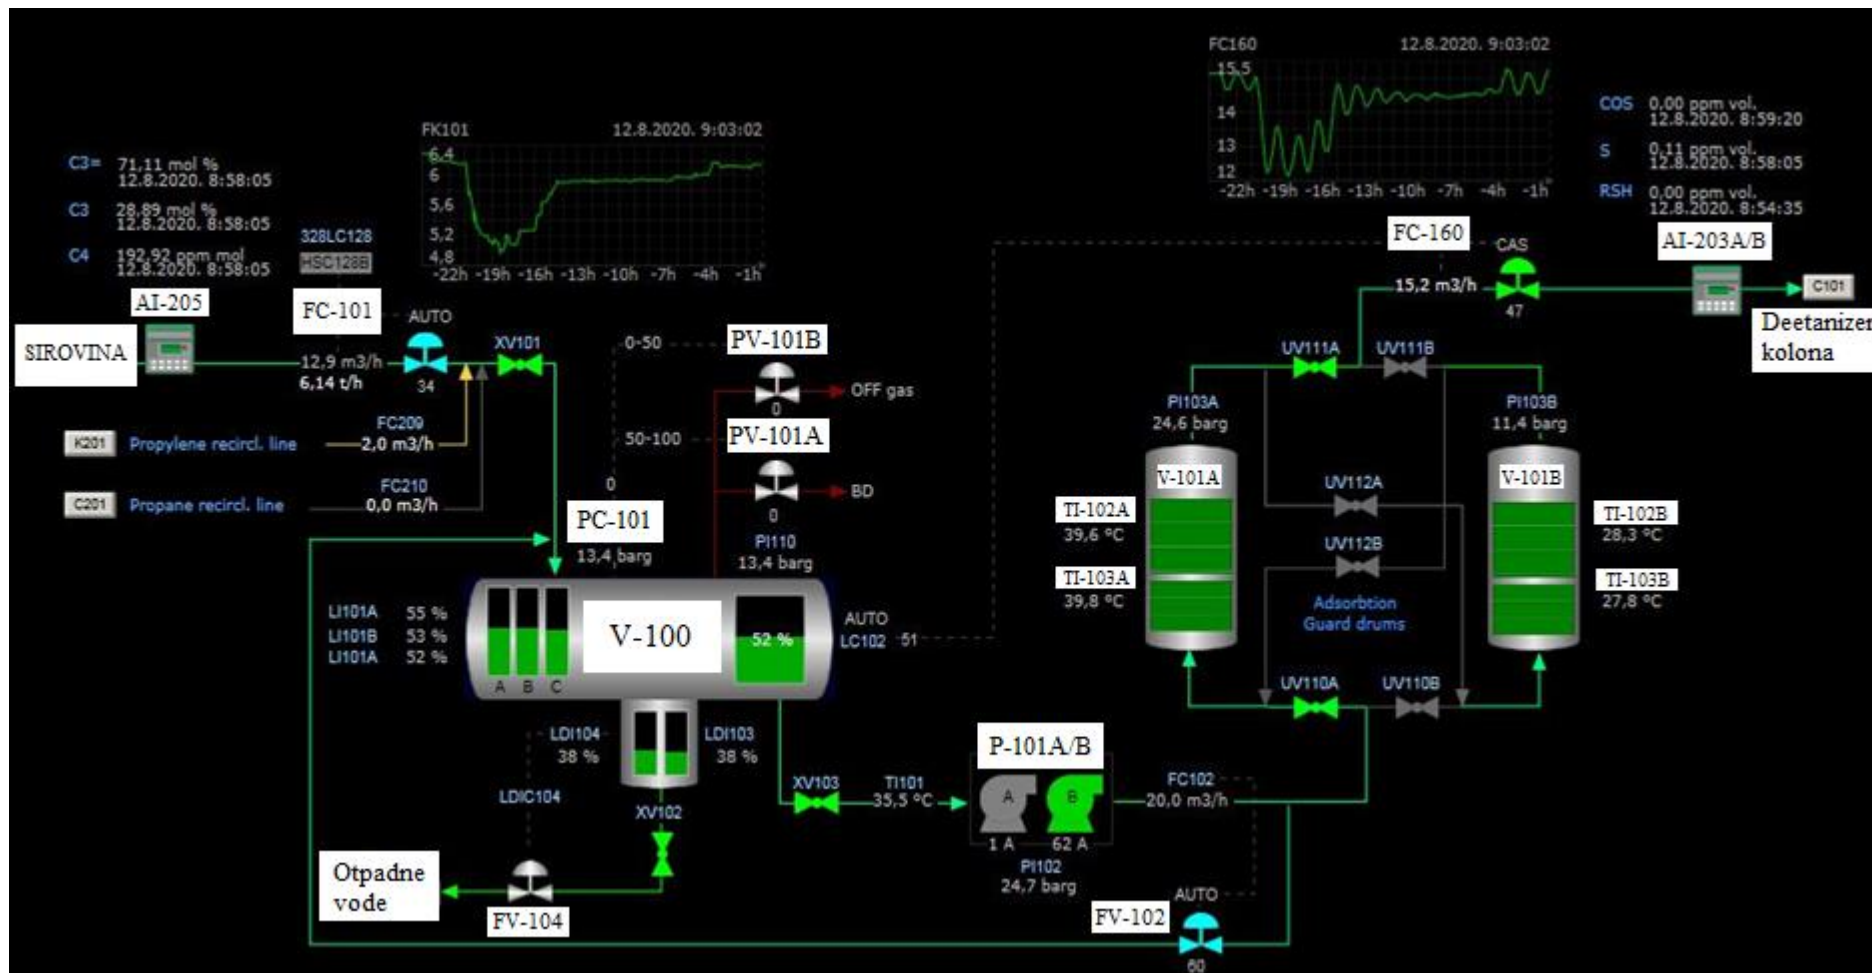 FK101 12.8.2020. 9:03:02
6,4
6
5,6
5,2
4,8
-22h -19h -16h -13h -10h -7h -4h -1h
FC160 12.8.2020. 9:03:02
15,5
14
13
12
-22h -19h -16h -13h -10h -7h -4h -1h
COS 0,00 ppm vol.
12.8.2020. 8:59:20
S 0,11 ppm vol.
12.8.2020. 8:58:05
RSH 0,00 ppm vol.
12.8.2020. 8:54:35
C3= 71,11 mol %
12.8.2020. 8:58:05
C3 28,89 mol %
12.8.2020. 8:58:05
C4 192,92 ppm mol
12.8.2020. 8:58:05
328LC128
HSC128B
AI-205
FC-101
AUTO
SIROVINA
12,9 m3/h
6,14 t/h
34
XV101
FC209
K201 Propylene recircl. line 2,0 m3/h
FC210
C201 Propane recircl. line 0,0 m3/h
0-50
PV-101B
0
OFF gas
50-100
PV-101A
0
BD
0
PC-101
13,4 barg
PI110
13,4 barg
FC-160
15,2 m3/h
CAS
47
AI-203A/B
C101
Deetanizer
kolona
UV111A UV111B
PI103A
24,6 barg
PI103B
11,4 barg
V-101A
V-101B
TI-102A
39,6 °C
TI-103A
39,8 °C
UV112A
UV112B
Adsorbtion
Guard drums
TI-102B
28,3 °C
TI-103B
27,8 °C
UV110A UV110B
LI101A 55 %
LI101B 53 %
LI101A 52 %
A B C
V-100
52 %
AUTO
LC102 51
LDI104
38 %
LDI103
38 %
LDIC104
XV102
Otpadne
vode
FV-104
XV103
TI101
35,5 °C
P-101A/B
A B
1 A 62 A
PI102
24,7 barg
FC102
20,0 m3/h
AUTO
FV-102
60